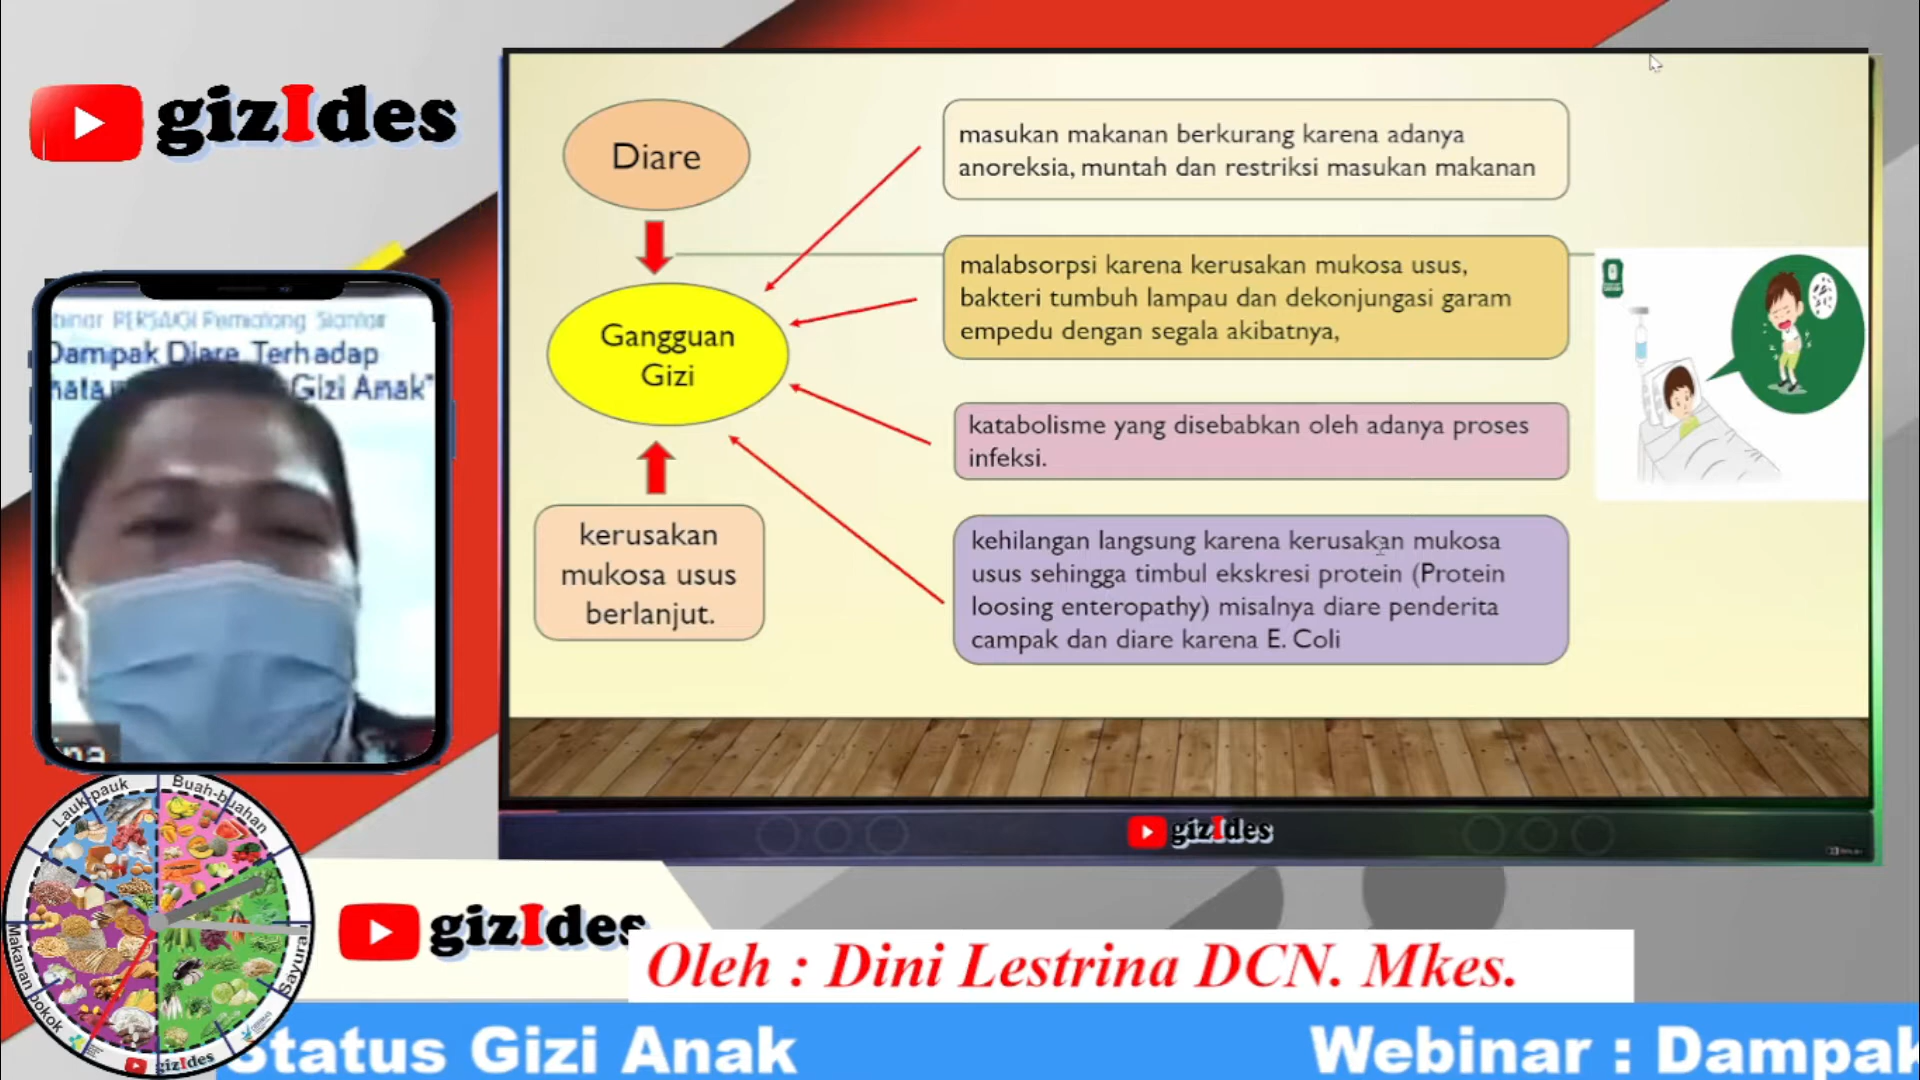 gizIdes
Diare
Gangguan
Gizi
kerusakan
mukosa usus
berlanjut.
masukan makanan berkurang karena adanya
anoreksia, muntah dan restriksi masukan makanan
malabsorpsi karena kerusakan mukosa usus,
bakteri tumbuh lampau dan dekonjungasi garam
empedu dengan segala akibatnya,
katabolisme yang disebabkan oleh adanya proses
infeksi.
kehilangan langsung karena kerusakan mukosa
usus sehingga timbul ekskresi protein (Protein
loosing enteropathy) misalnya diare penderita
campak dan diare karena E. Coli
PERSAGI Pematang Siantar
Dampak Diare Terhadap
Gizi Anak"
gizIdes
Lauk-pauk
Buah-buahan
Makanan pokok
Sayuran
gizIdes
gizIdes
Oleh : Dini Lestrina DCN. Mkes.
Status Gizi Anak
Webinar : Dampak